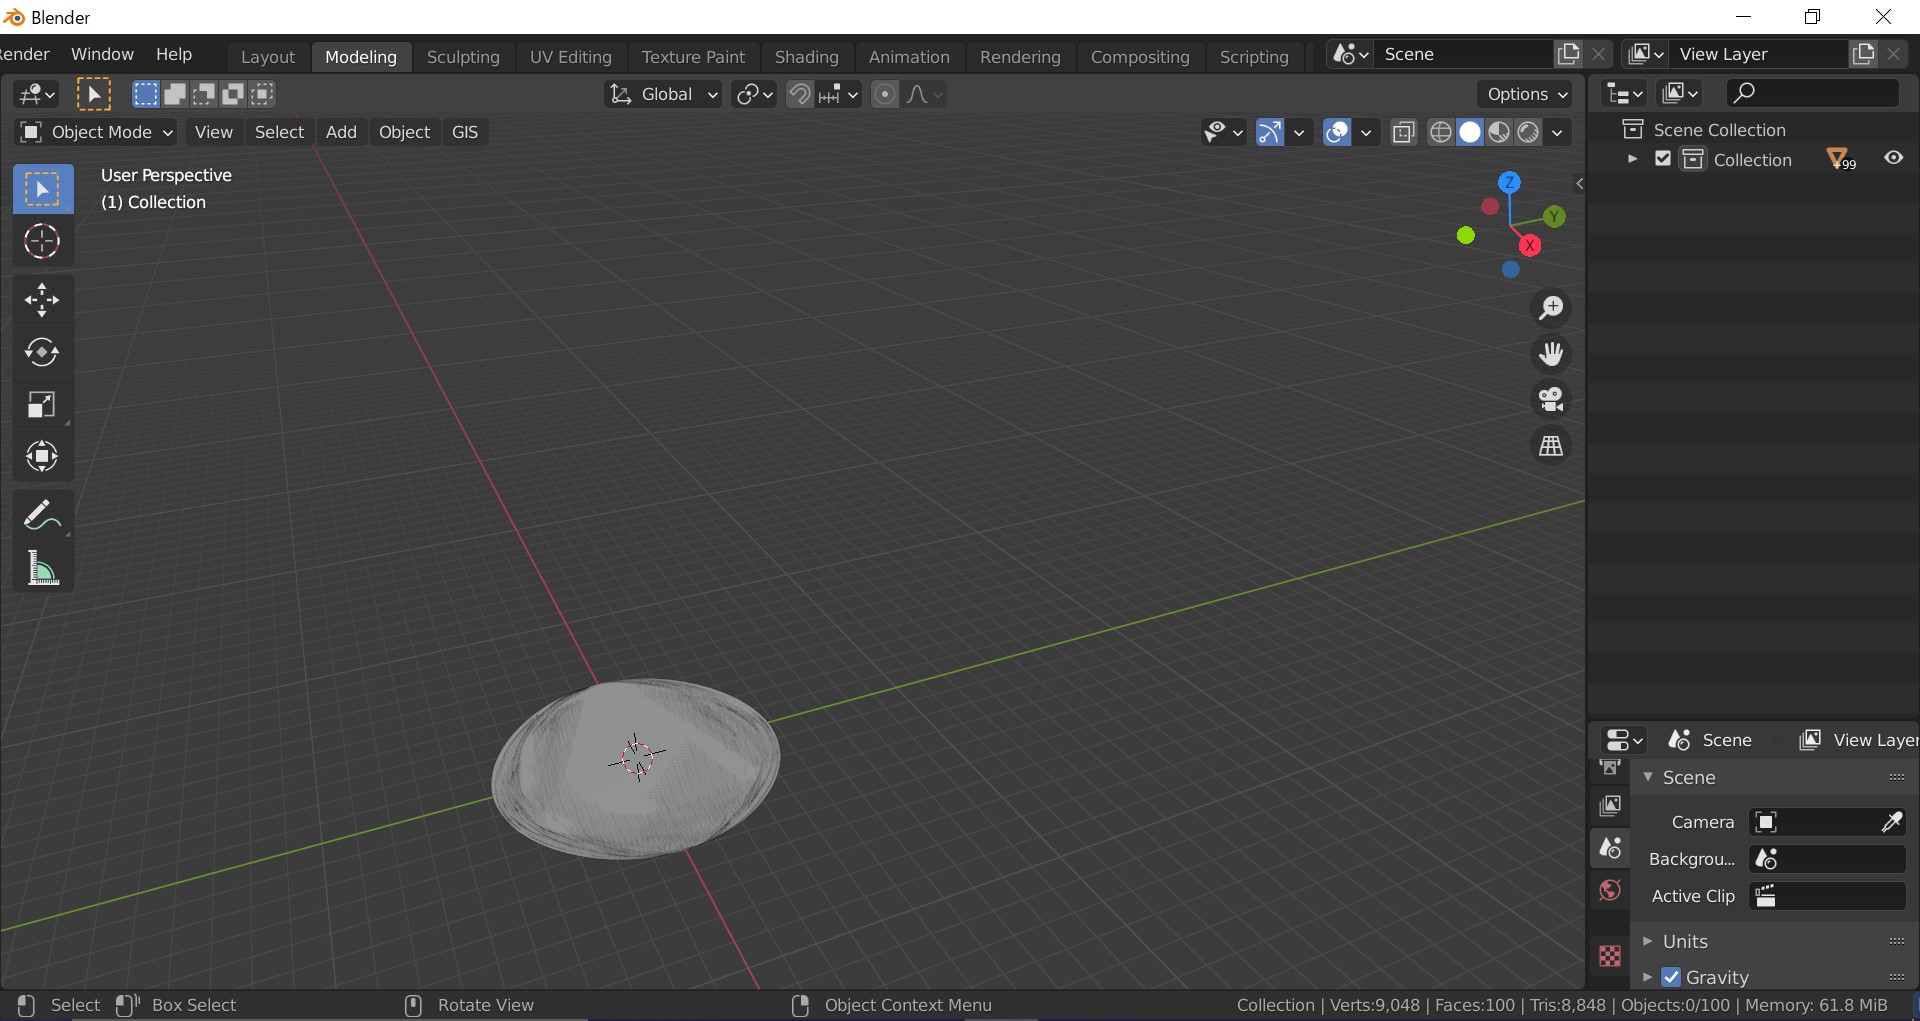 Blender
ender Window Help Layout Modeling Sculpting UV Editing Texture Paint Shading Animation Rendering Compositing Scripting Scene View Layer
Global Options
Object Mode View Select Add Object GIS
User Perspective
(1) Collection
Z
Y
X
Scene Collection
Collection 99
Scene View Layer
Scene
Camera
Backgrou...
Active Clip
Units
Gravity
Select Box Select Rotate View Object Context Menu Collection | Verts:9,048 | Faces:100 | Tris:8,848 | Objects:0/100 | Memory: 61.8 MiB